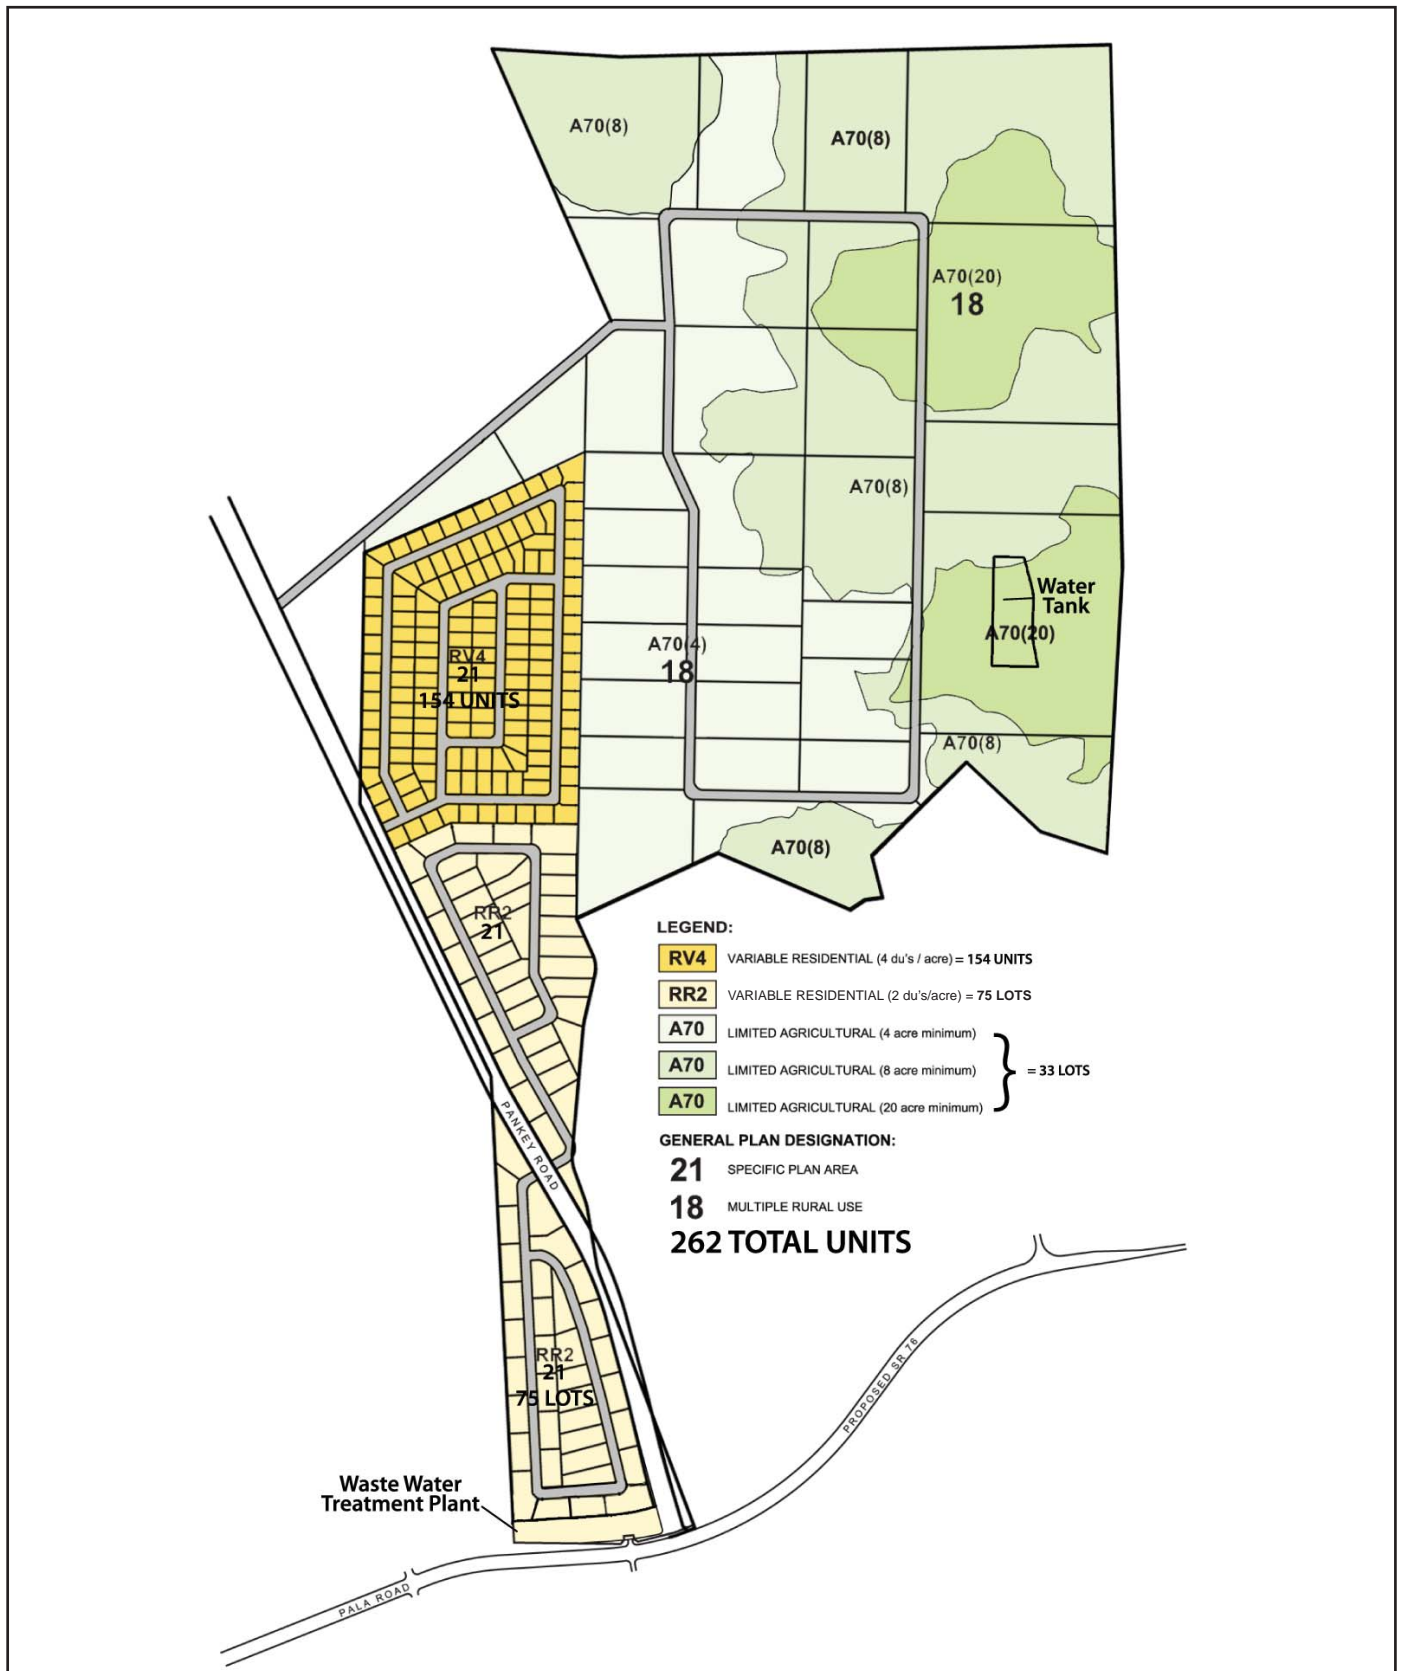 A70(8)
A70(8)
A70(20)
18
A70(8)
Water
Tank
A70(20)
A70(4)
18
RV4
21
154 UNITS
A70(8)
A70(8)
RR2
21
LEGEND:
RV4 VARIABLE RESIDENTIAL (4 du's / acre) = 154 UNITS
RR2 VARIABLE RESIDENTIAL (2 du's/acre) = 75 LOTS
A70 LIMITED AGRICULTURAL (4 acre minimum)
A70 LIMITED AGRICULTURAL (8 acre minimum)
= 33 LOTS
A70 LIMITED AGRICULTURAL (20 acre minimum)
GENERAL PLAN DESIGNATION:
21 SPECIFIC PLAN AREA
18 MULTIPLE RURAL USE
262 TOTAL UNITS
PANKEY ROAD
RR2
21
75 LOTS
PROPOSED SR 76
Waste Water
Treatment Plant
PALA ROAD